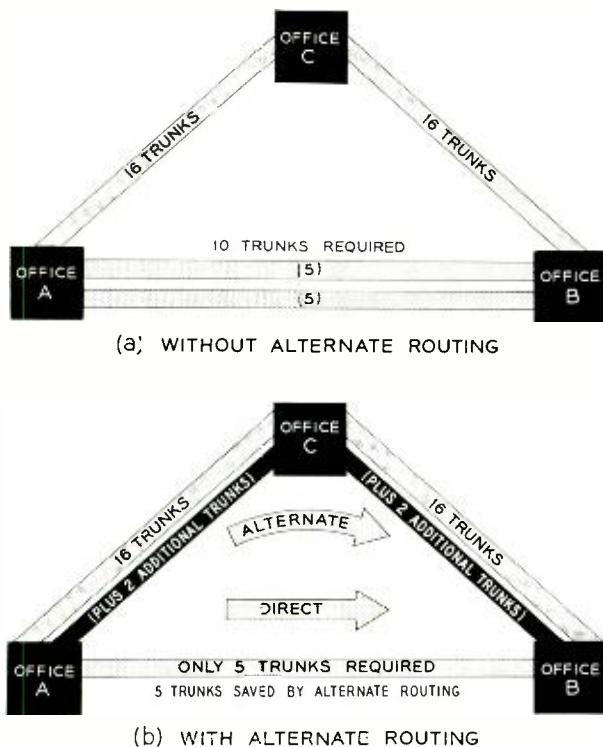 OFFICE
C
16 TRUNKS
16 TRUNKS
10 TRUNKS REQUIRED
(5)
(5)
OFFICE
A
OFFICE
B
(a) WITHOUT ALTERNATE ROUTING
OFFICE
C
16 TRUNKS
(PLUS 2 ADDITIONAL TRUNKS)
16 TRUNKS
(PLUS 2 ADDITIONAL TRUNKS)
ALTERNATE
DIRECT
OFFICE
A
ONLY 5 TRUNKS REQUIRED
5 TRUNKS SAVED BY ALTERNATE ROUTING
OFFICE
B
(b) WITH ALTERNATE ROUTING